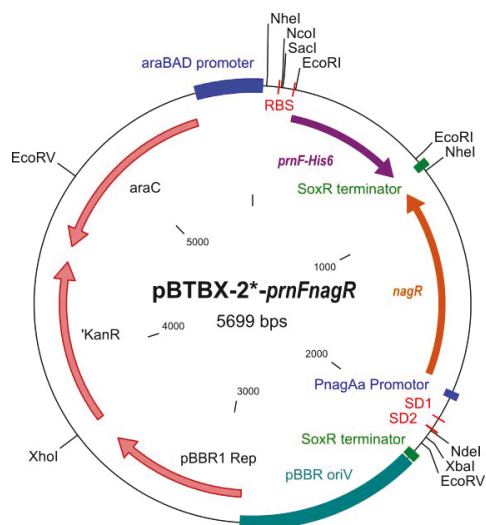 NheI
NcoI
SacI
EcoRI
araBAD promoter
RBS
prnF-His6
EcoRI
NheI
SoxR terminator
EcoRV
araC
I
5000
1000
pBTBX-2*-prnFnagR
5699 bps
nagR
'KanR
4000
2000
PnagAa Promotor
3000
SD1
SD2
SoxR terminator
NdeI
XbaI
EcoRV
XhoI
pBBR1 Rep
pBBR oriV